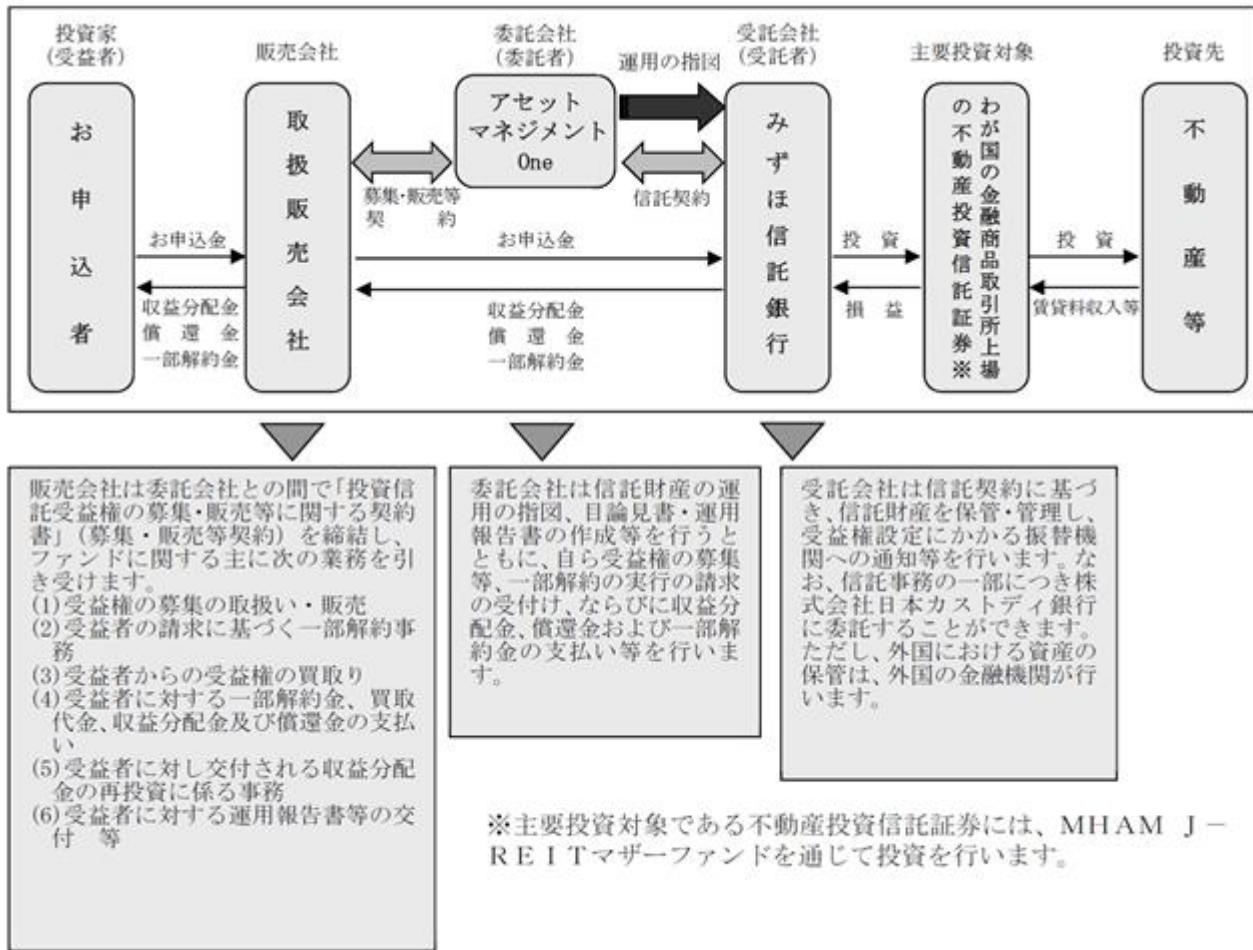 投資家
(受益者)
販売会社
委託会社
(委託者)
運用の指図
受託会社
(受託者)
主要投資対象
投資先
お申込者
取扱販売会社
アセット
マネジメント
One
みずほ信託銀行
わが国の金融商品取引所上場
の不動産投資信託証券※
不動産等
募集・販売等
契　約
信託契約
お申込金
収益分配金
償　還　金
一部解約金
お申込金
収益分配金
償　還　金
一部解約金
投　資
損　益
投　資
賃貸料収入等
販売会社は委託会社との間で「投資信
託受益権の募集・販売等に関する契約
書」（募集・販売等契約）を締結し、
ファンドに関する主に次の業務を引
き受けます。
(1)受益権の募集の取扱い・販売
(2)受益者の請求に基づく一部解約事
務
(3)受益者からの受益権の買取り
(4)受益者に対する一部解約金、買取
代金、収益分配金及び償還金の支払
い
(5)受益者に対し交付される収益分配
金の再投資に係る事務
(6)受益者に対する運用報告書等の交
付　等
委託会社は信託財産の運
用の指図、目論見書・運用
報告書の作成等を行うと
ともに、自ら受益権の募集
等、一部解約の実行の請求
の受付け、ならびに収益分
配金、償還金および一部解
約金の支払い等を行いま
す。
受託会社は信託契約に基づ
き、信託財産を保管・管理し、
受益権設定にかかる振替機
関への通知等を行います。な
お、信託事務の一部につき株
式会社日本カストディ銀行
に委託することができます。
ただし、外国における資産の
保管は、外国の金融機関が行
います。
※主要投資対象である不動産投資信託証券には、ＭＨＡＭ　Ｊ－
ＲＥＩＴマザーファンドを通じて投資を行います。